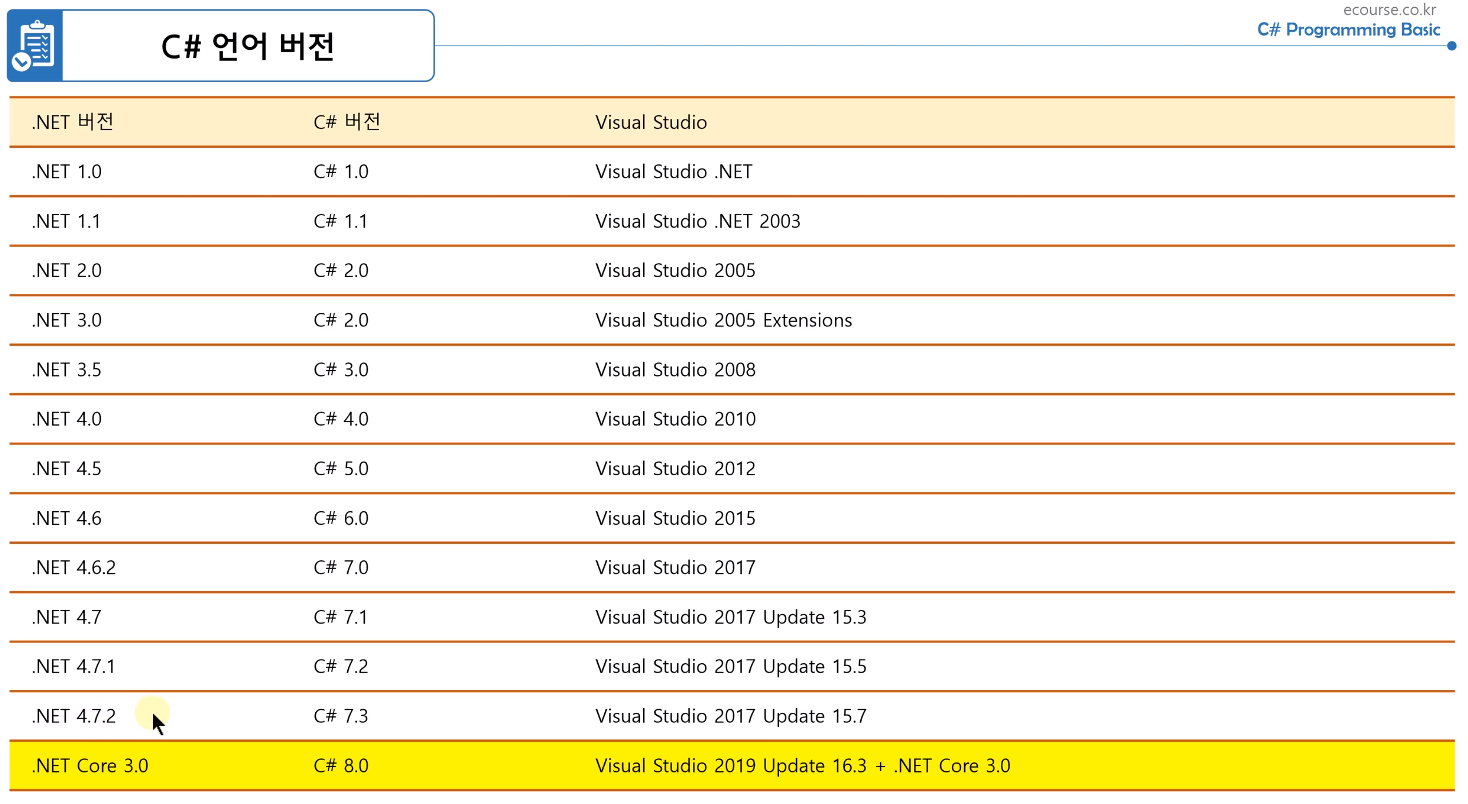 ecourse.co.kr
C# Programming Basic
C# 언어 버전
.NET 버전 C# 버전 Visual Studio
.NET 1.0 C# 1.0 Visual Studio .NET
.NET 1.1 C# 1.1 Visual Studio .NET 2003
.NET 2.0 C# 2.0 Visual Studio 2005
.NET 3.0 C# 2.0 Visual Studio 2005 Extensions
.NET 3.5 C# 3.0 Visual Studio 2008
.NET 4.0 C# 4.0 Visual Studio 2010
.NET 4.5 C# 5.0 Visual Studio 2012
.NET 4.6 C# 6.0 Visual Studio 2015
.NET 4.6.2 C# 7.0 Visual Studio 2017
.NET 4.7 C# 7.1 Visual Studio 2017 Update 15.3
.NET 4.7.1 C# 7.2 Visual Studio 2017 Update 15.5
.NET 4.7.2 C# 7.3 Visual Studio 2017 Update 15.7
.NET Core 3.0 C# 8.0 Visual Studio 2019 Update 16.3 + .NET Core 3.0